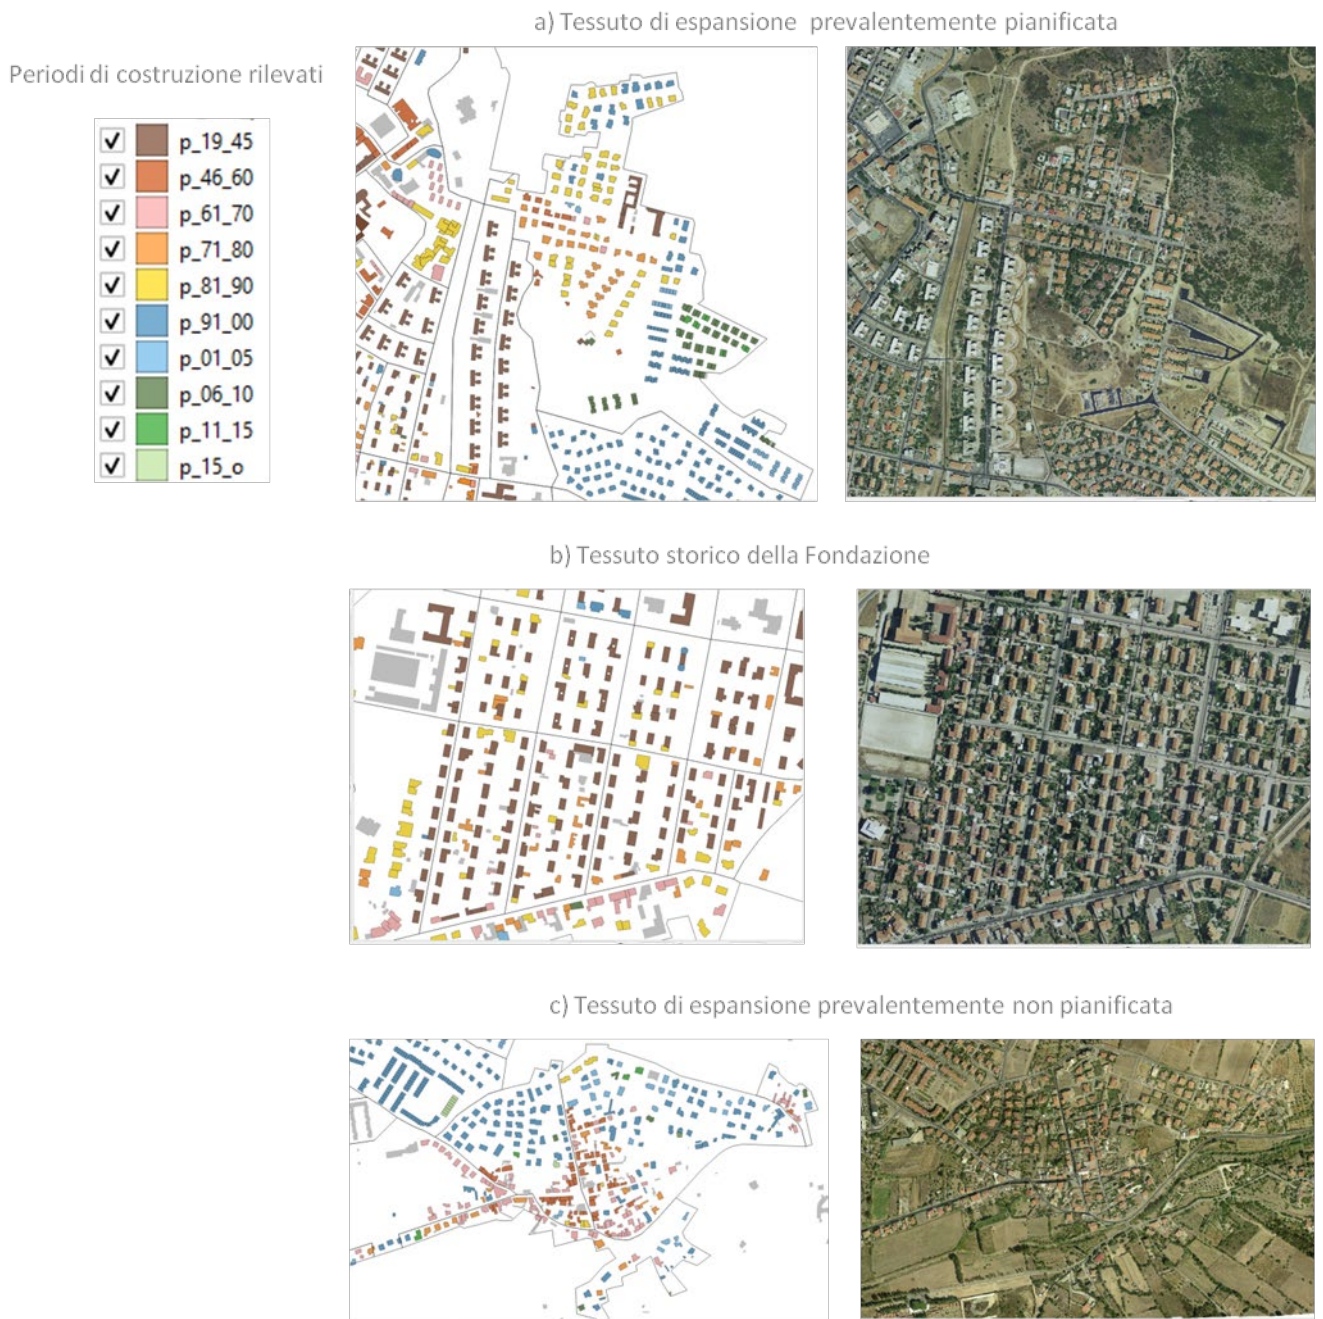 a) Tessuto di espansione prevalentemente pianificata
Periodi di costruzione rilevati
p_19_45
p_46_60
p_61_70
p_71_80
p_81_90
p_91_00
p_01_05
p_06_10
p_11_15
p_15_o
b) Tessuto storico della Fondazione
c) Tessuto di espansione prevalentemente non pianificata